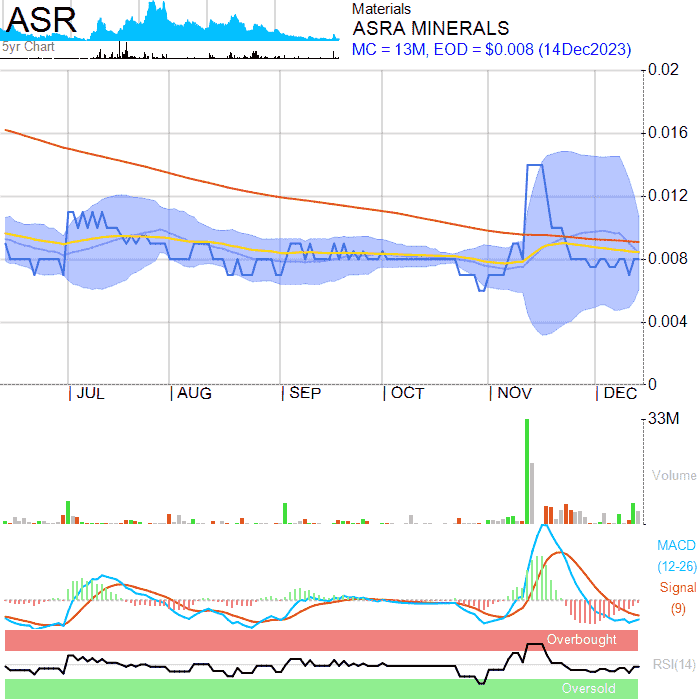 ASR
5yr Chart
Materials
ASRA MINERALS
MC = 13M, EOD = $0.008 (14Dec2023)
0.02
0.016
0.012
0.008
0.004
0
JUL AUG SEP OCT NOV DEC
33M
Volume
MACD
(12-26)
Signal
(9)
Overbought
RSI(14)
Oversold